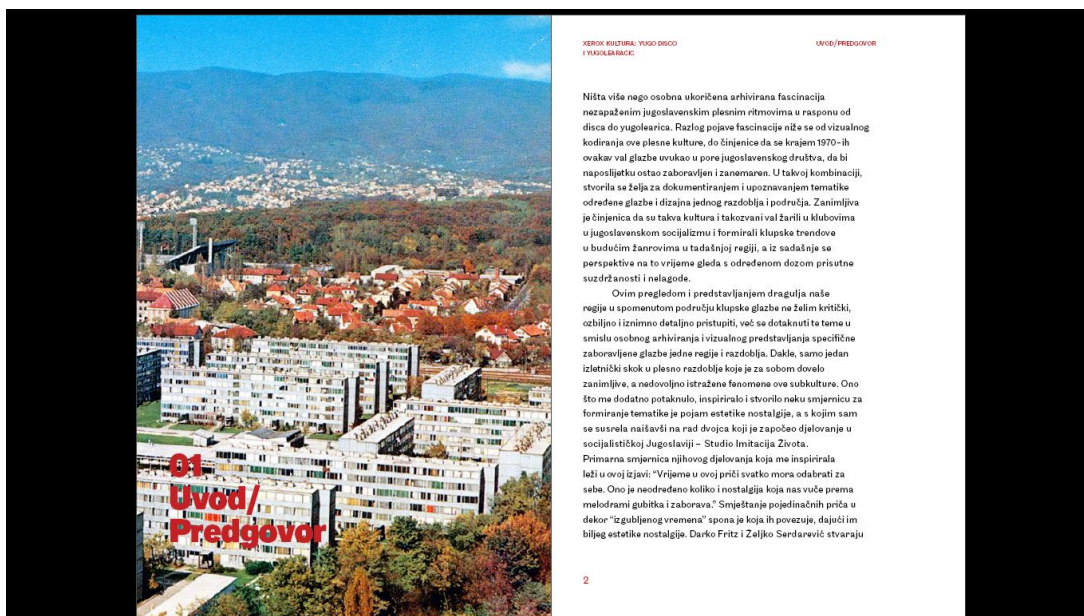 01
Uvod/
Predgovor
XEROX KULTURA: YUGO DISCO
I YUGOLEARACIC
UVOD/PREDGOVOR
Ništa više nego osobna ukoričena arhivirana fascinacija
nezapaženim jugoslavenskim plesnim ritmovima u rasponu od
disca do yugolearica. Razlog pojave fascinacije niže se od vizualnog
kodiranja ove plesne kulture, do činjenice da se krajem 1970-ih
ovakav val glazbe uvukao u pore jugoslavenskog društva, da bi
naposlijetku ostao zaboravljen i zanemaren. U takvoj kombinaciji,
stvorila se želja za dokumentiranjem i upoznavanjem tematike
određene glazbe i dizajna jednog razdoblja i područja. Zanimljiva
je činjenica da su takva kultura i takozvani val žarili u klubovima
u jugoslavenskom socijalizmu i formirali klupske trendove
u budućim žanrovima u tadašnjoj regiji, a iz sadašnje se
perspektive na to vrijeme gleda s određenom dozom prisutne
suzdržanosti i nelagode.
Ovim pregledom i predstavljanjem dragulja naše
regije u spomenutom području klupske glazbe ne želim kritički,
ozbiljno i iznimno detaljno pristupiti, već se dotaknuti te teme u
smislu osobnog arhiviranja i vizualnog predstavljanja specifične
zaboravljene glazbe jedne regije i razdoblja. Dakle, samo jedan
izletnički skok u plesno razdoblje koje je za sobom dovelo
zanimljive, a nedovoljno istražene fenomene ove subkulture. Ono
što me dodatno potaknulo, inspiriralo i stvorilo neku smjernicu za
formiranje tematike je pojam estetike nostalgije, a s kojim sam
se susrela naišavši na rad dvojca koji je započeo djelovanje u
socijalističkoj Jugoslaviji – Studio Imitacija Života.
Primarna smjernica njihovog djelovanja koja me inspirirala
leži u ovoj izjavi: “Vrijeme u ovoj priči svatko mora odabrati za
sebe. Ono je neodređeno koliko i nostalgija koja nas vuče prema
melodrami gubitka i zaborava.” Smještanje pojedinačnih priča u
dekor “izgubljenog vremena” spona je koja ih povezuje, dajući im
biljeg estetike nostalgije. Darko Fritz i Željko Serdarević stvaraju
2